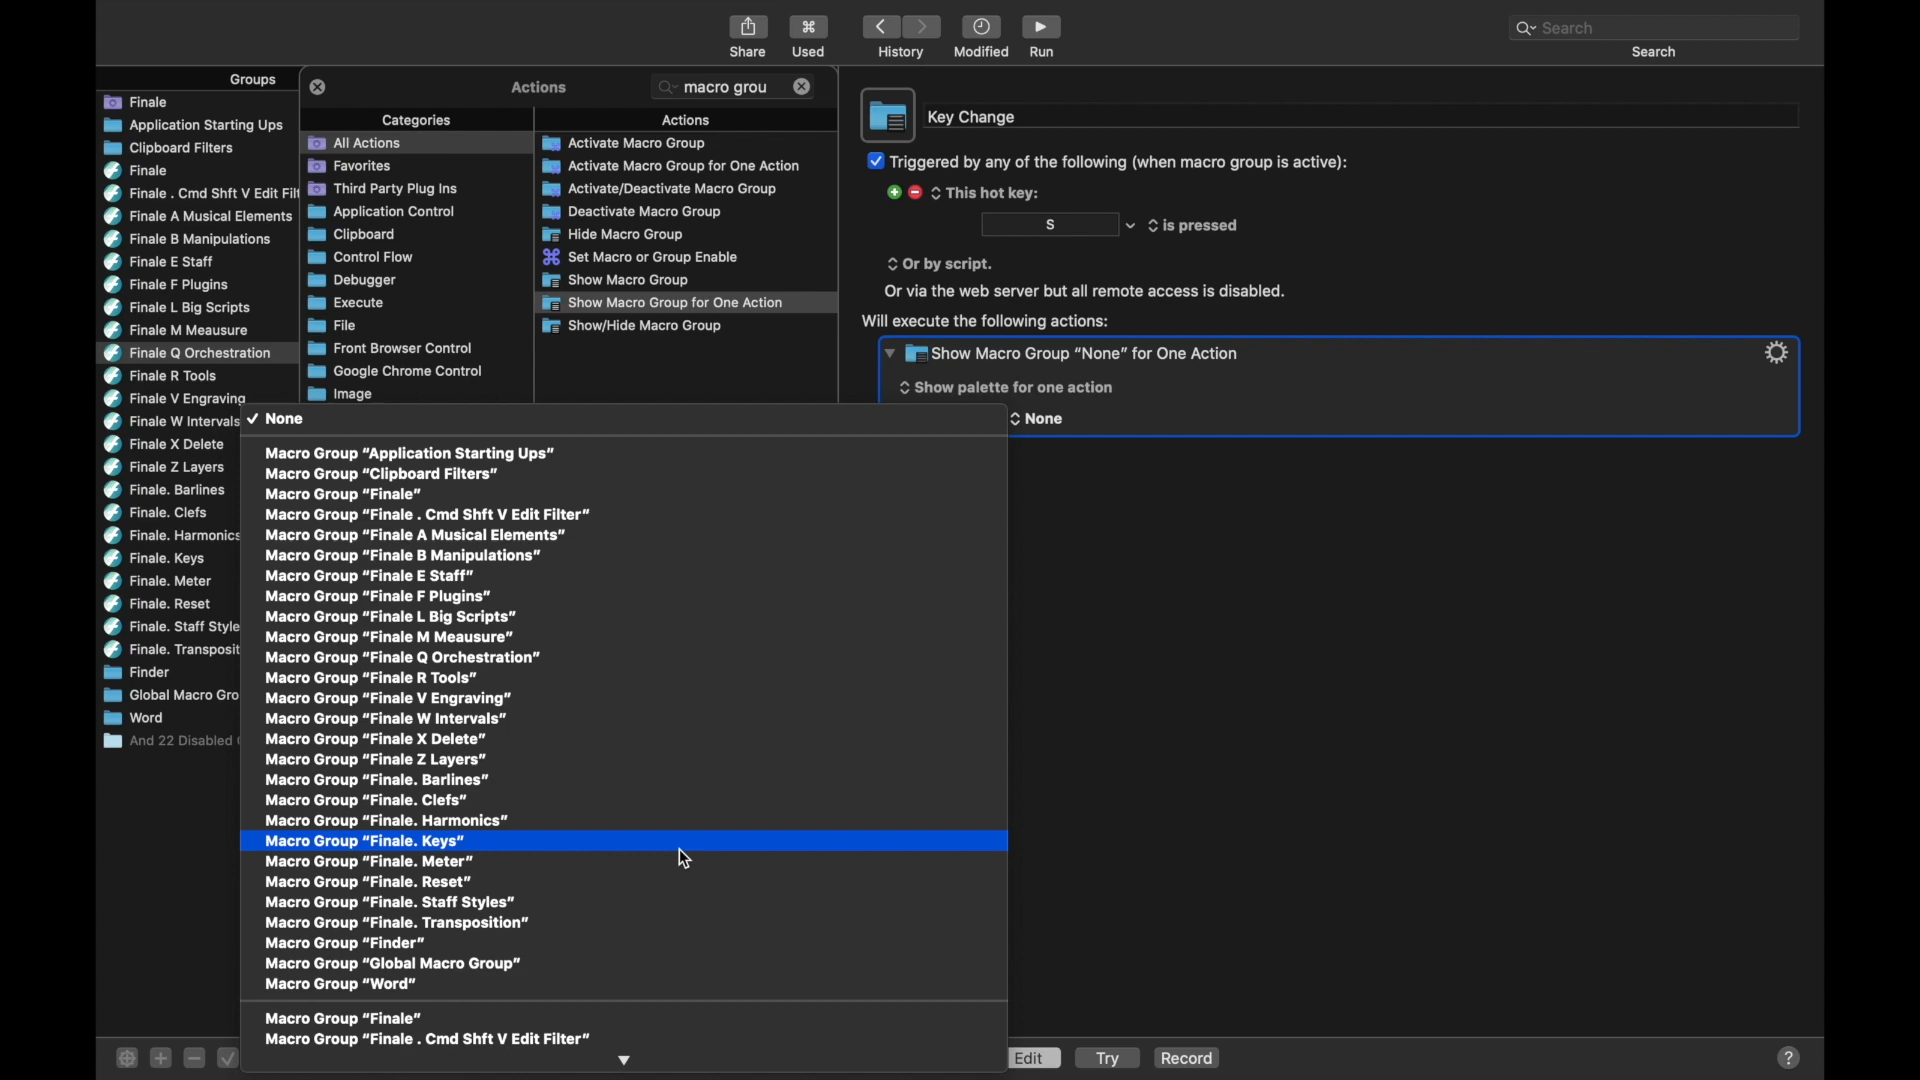 Share
Used
History
Modified
Run
Search
Search
Groups
Finale
Application Starting Ups
Clipboard Filters
Finale
Finale . Cmd Shft V Edit Filt
Finale A Musical Elements
Finale B Manipulations
Finale E Staff
Finale F Plugins
Finale L Big Scripts
Finale M Meausure
Finale Q Orchestration
Finale R Tools
Finale V Engraving
Finale W Intervals
Finale X Delete
Finale Z Layers
Finale. Barlines
Finale. Clefs
Finale. Harmonics
Finale. Keys
Finale. Meter
Finale. Reset
Finale. Staff Style
Finale. Transposit
Finder
Global Macro Gro
Word
And 22 Disabled
Actions
macro grou
Categories
All Actions
Favorites
Third Party Plug Ins
Application Control
Clipboard
Control Flow
Debugger
Execute
File
Front Browser Control
Google Chrome Control
Image
Actions
Activate Macro Group
Activate Macro Group for One Action
Activate/Deactivate Macro Group
Deactivate Macro Group
Hide Macro Group
Set Macro or Group Enable
Show Macro Group
Show Macro Group for One Action
Show/Hide Macro Group
Key Change
Triggered by any of the following (when macro group is active):
This hot key:
S
is pressed
Or by script.
Or via the web server but all remote access is disabled.
Will execute the following actions:
Show Macro Group “None” for One Action
Show palette for one action
None
✓ None
Macro Group “Application Starting Ups”
Macro Group “Clipboard Filters”
Macro Group “Finale”
Macro Group “Finale . Cmd Shft V Edit Filter”
Macro Group “Finale A Musical Elements”
Macro Group “Finale B Manipulations”
Macro Group “Finale E Staff”
Macro Group “Finale F Plugins”
Macro Group “Finale L Big Scripts”
Macro Group “Finale M Meausure”
Macro Group “Finale Q Orchestration”
Macro Group “Finale R Tools”
Macro Group “Finale V Engraving”
Macro Group “Finale W Intervals”
Macro Group “Finale X Delete”
Macro Group “Finale Z Layers”
Macro Group “Finale. Barlines”
Macro Group “Finale. Clefs”
Macro Group “Finale. Harmonics”
Macro Group “Finale. Keys”
Macro Group “Finale. Meter”
Macro Group “Finale. Reset”
Macro Group “Finale. Staff Styles”
Macro Group “Finale. Transposition”
Macro Group “Finder”
Macro Group “Global Macro Group”
Macro Group “Word”
Macro Group “Finale”
Macro Group “Finale . Cmd Shft V Edit Filter”
Edit
Try
Record
?